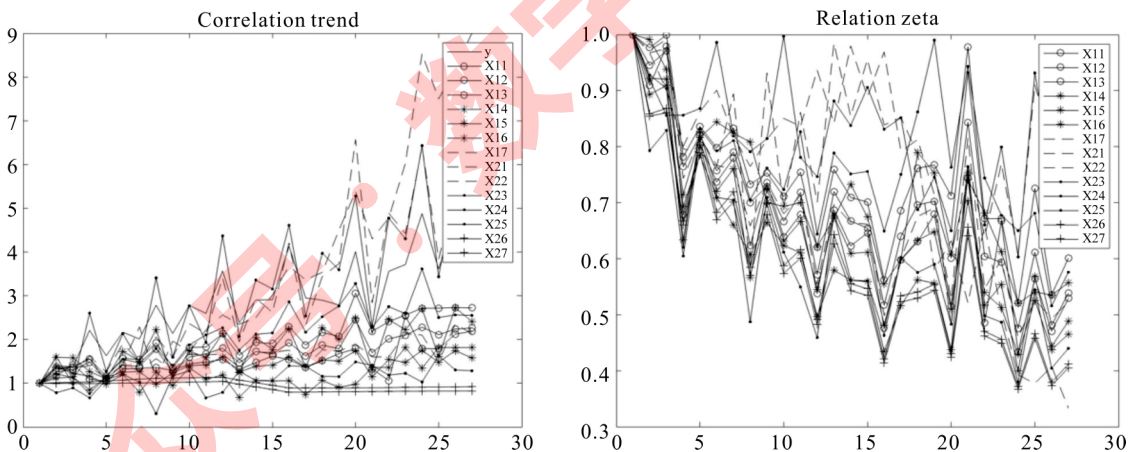 Correlation trend
9
8
7
6
5
4
3
2
1
0
0
5
10
15
20
25
30
y
X11
X12
X13
X14
X15
X16
X17
X21
X22
X23
X24
X25
X26
X27
Relation zeta
1.0
0.9
0.8
0.7
0.6
0.5
0.4
0.3
0
5
10
15
20
25
30
X11
X12
X13
X14
X15
X16
X17
X21
X22
X23
X24
X25
X26
X27